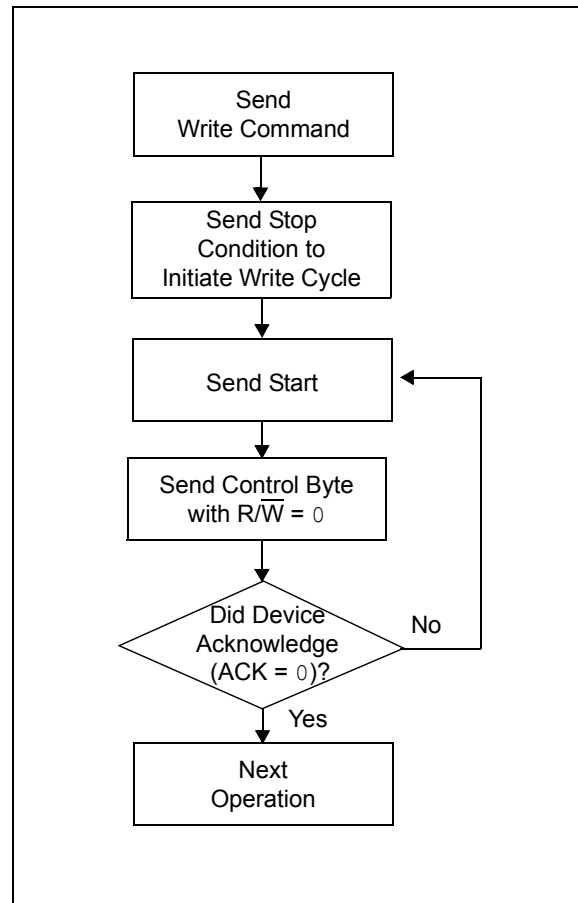 Send
Write Command
Send Stop
Condition to
Initiate Write Cycle
Send Start
Send Control Byte
with R/W̅ = 0
Did Device
Acknowledge
(ACK = 0)?
No
Yes
Next
Operation